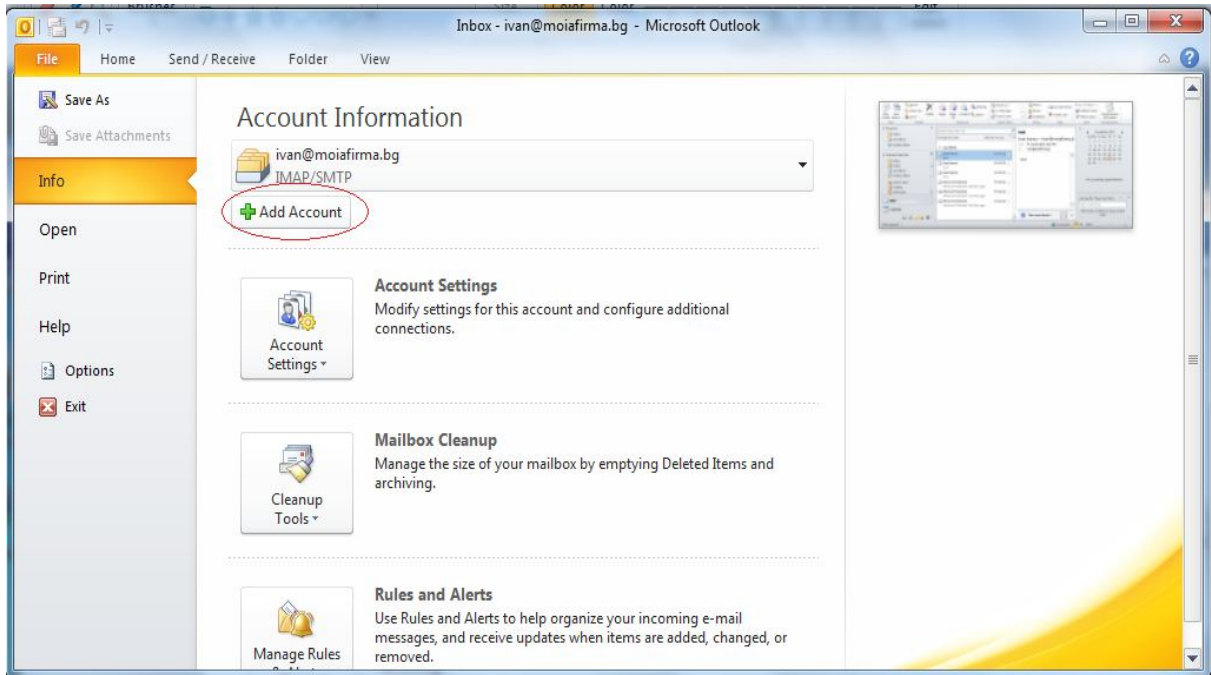 Inbox - ivan@moiafirma.bg - Microsoft Outlook
File Home Send / Receive Folder View
Save As
Save Attachments
Info
Open
Print
Help
Options
Exit
Account Information
ivan@moiafirma.bg
IMAP/SMTP
Add Account
Account Settings
Modify settings for this account and configure additional
connections.
Account
Settings
Mailbox Cleanup
Manage the size of your mailbox by emptying Deleted Items and
archiving.
Cleanup
Tools
Rules and Alerts
Use Rules and Alerts to help organize your incoming e-mail
messages, and receive updates when items are added, changed, or
removed.
Manage Rules